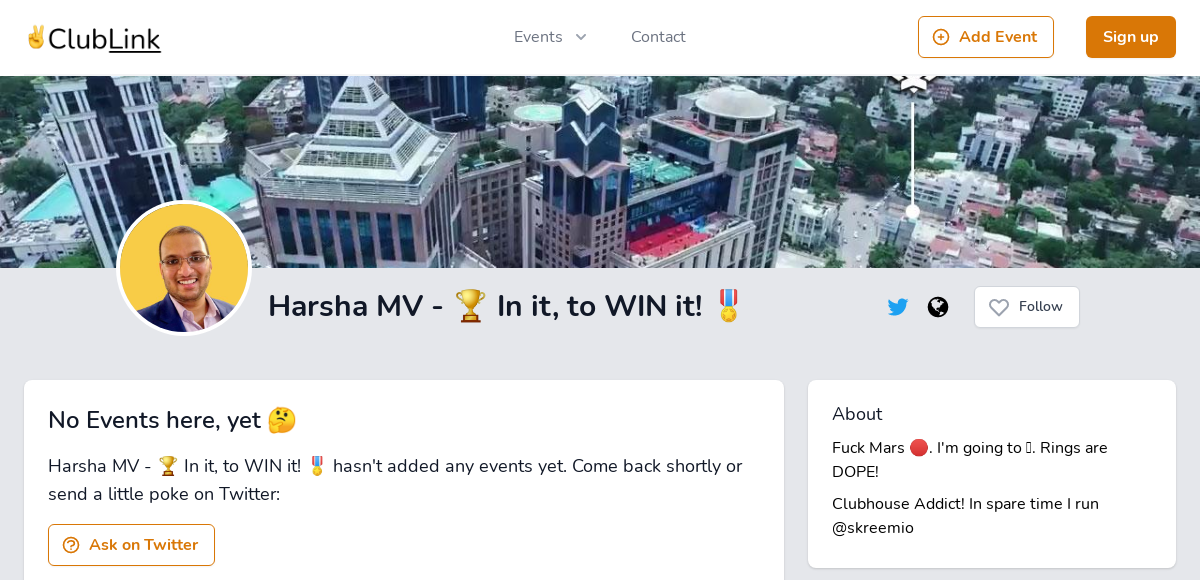 ✌️ClubLink
Events
Contact
Add Event
Sign up
Harsha MV - 🏆 In it, to WIN it! 🏅
Follow
No Events here, yet 🤔
Harsha MV - 🏆 In it, to WIN it! 🏅 hasn't added any events yet. Come back shortly or
send a little poke on Twitter:
Ask on Twitter
About
Fuck Mars 🔴. I'm going to . Rings are
DOPE!
Clubhouse Addict! In spare time I run
@skreemio